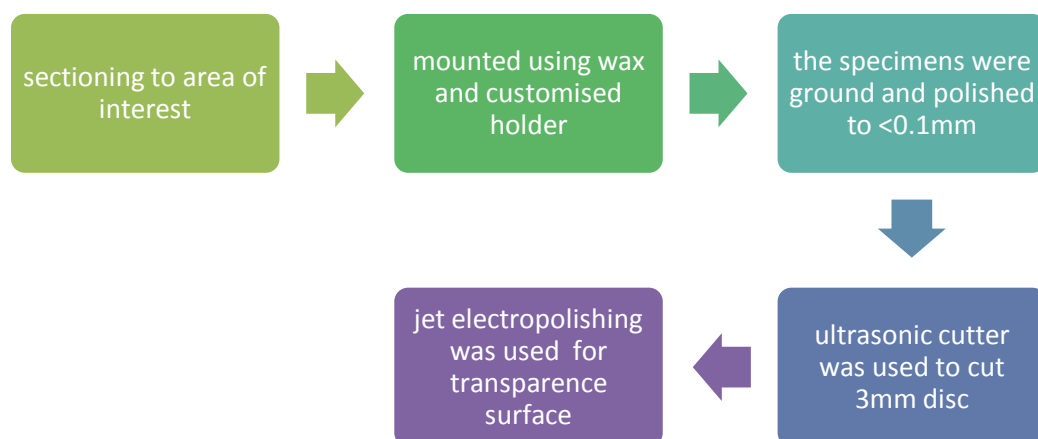 sectioning to area of
interest
mounted using wax
and customised
holder
the specimens were
ground and polished
to <0.1mm
ultrasonic cutter
was used to cut
3mm disc
jet electropolishing
was used for
transparence
surface